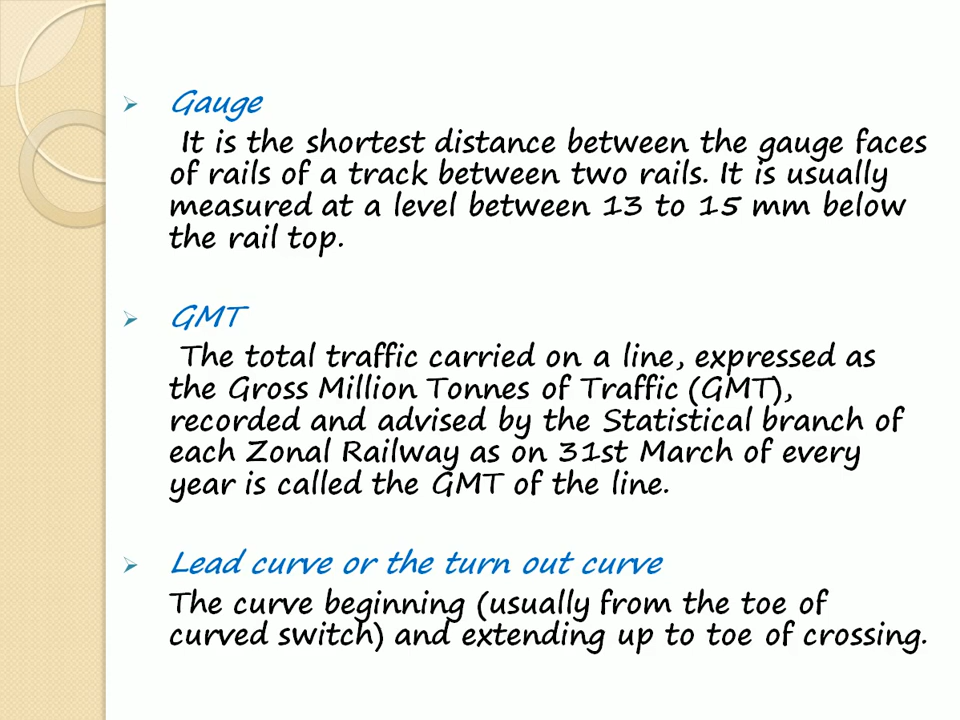 Gauge
It is the shortest distance between the gauge faces
of rails of a track between two rails. It is usually
measured at a level between 13 to 15 mm below
the rail top.
GMT
The total traffic carried on a line, expressed as
the Gross Million Tonnes of Traffic (GMT),
recorded and advised by the Statistical branch of
each Zonal Railway as on 31st March of every
year is called the GMT of the line.
Lead curve or the turn out curve
The curve beginning (usually from the toe of
curved switch) and extending up to toe of crossing.